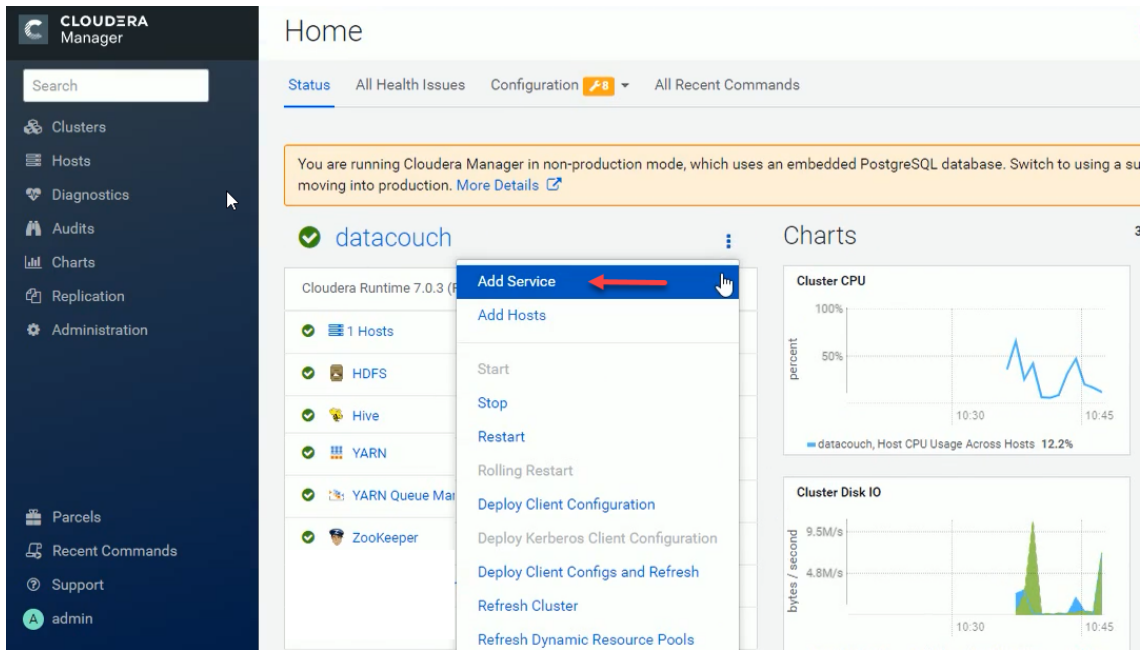 CLOUDERA
Manager
Search
Clusters
Hosts
Diagnostics
Audits
Charts
Replication
Administration
Parcels
Recent Commands
Support
A admin
Home
Status All Health Issues Configuration 8 All Recent Commands
You are running Cloudera Manager in non-production mode, which uses an embedded PostgreSQL database. Switch to using a su
moving into production. More Details
datacouch
Cloudera Runtime 7.0.3 (
1 Hosts
HDFS
Hive
YARN
YARN Queue Ma
ZooKeeper
Add Service
Add Hosts
Start
Stop
Restart
Rolling Restart
Deploy Client Configuration
Deploy Kerberos Client Configuration
Deploy Client Configs and Refresh
Refresh Cluster
Refresh Dynamic Resource Pools
Charts
3
Cluster CPU
percent
100%
50%
10:30 10:45
datacouch, Host CPU Usage Across Hosts 12.2%
Cluster Disk IO
bytes / second
9.5M/s
4.8M/s
10:30 10:45